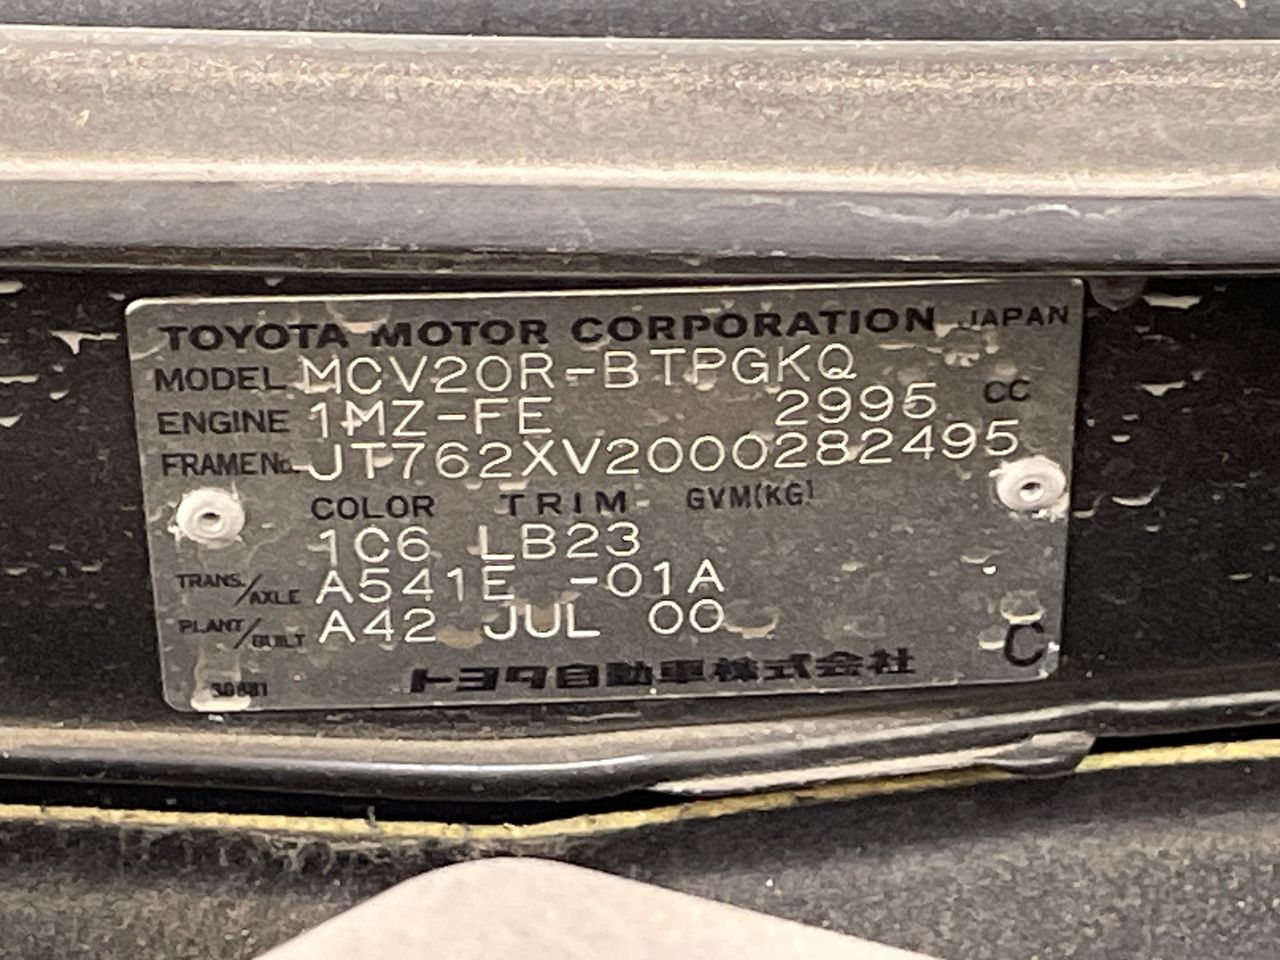 TOYOTA MOTOR CORPORATION JAPAN
MODEL MCV20R-BTPGKQ
ENGINE 1MZ-FE 2995 CC
FRAME No. JT762XV2000282495
COLOR TRIM GVM(KG)
1C6 LB23
TRANS./AXLE A541E -01A
PLANT/BUILT A42 JUL 00
C
トヨタ自動車株式会社